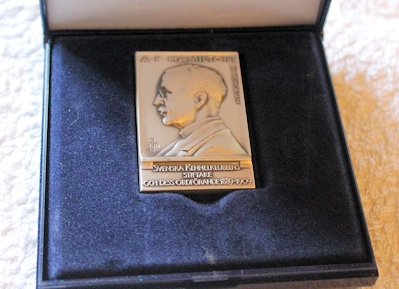 A·P·HAMILTON
SVENSKA KENNELKLUBBENS
STIFTARE
OCH DESS ORDFÖRANDE 1889-1909